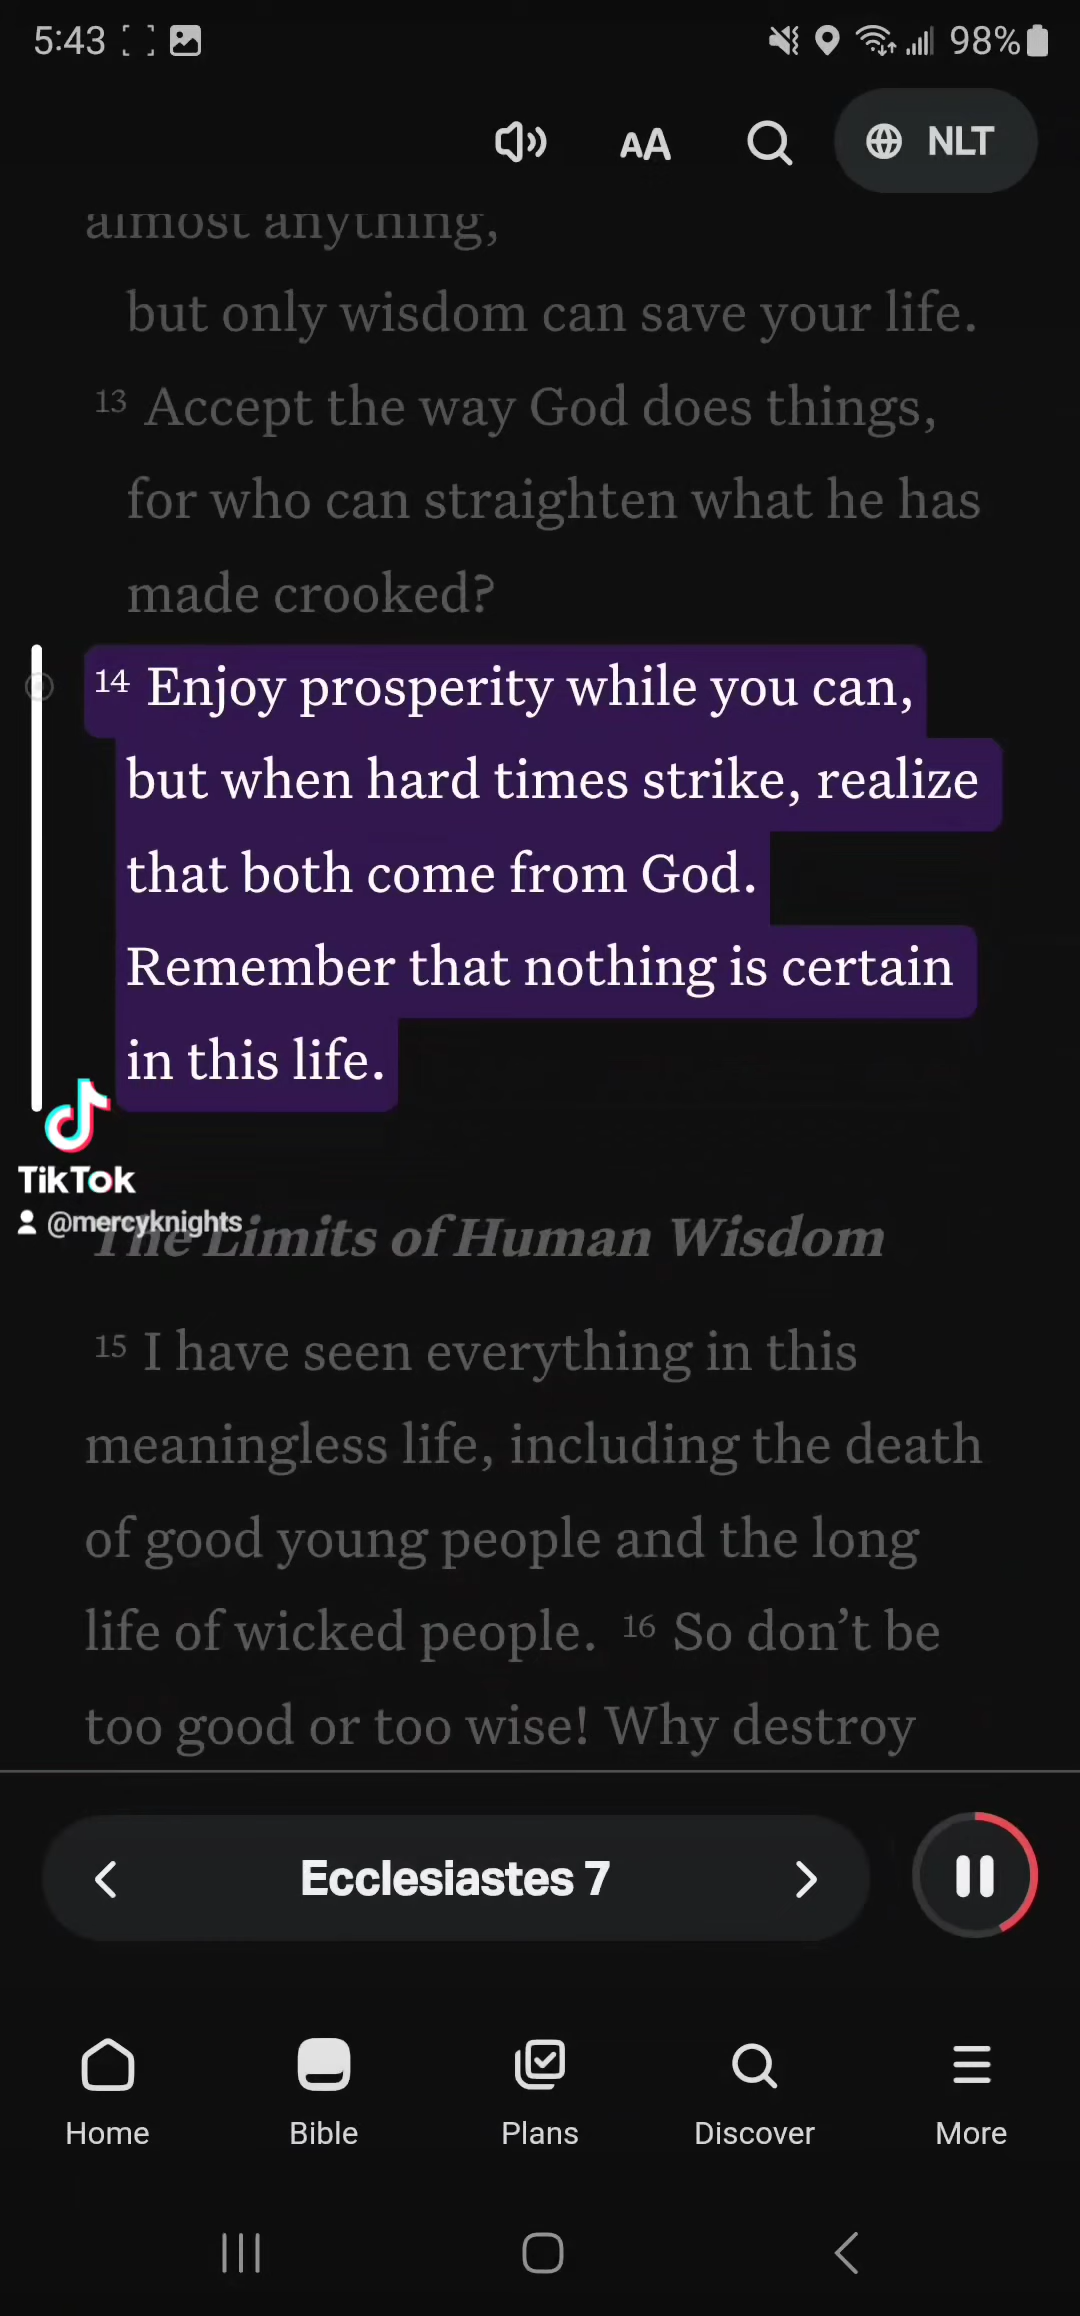 5:43 98%
AA NLT
almost anything,
but only wisdom can save your life.
13 Accept the way God does things,
for who can straighten what he has
made crooked?
14 Enjoy prosperity while you can,
but when hard times strike, realize
that both come from God.
Remember that nothing is certain
in this life.
TikTok
@mercyknights
The Limits of Human Wisdom
15 I have seen everything in this
meaningless life, including the death
of good young people and the long
life of wicked people. 16 So don’t be
too good or too wise! Why destroy
Ecclesiastes 7
Home Bible Plans Discover More